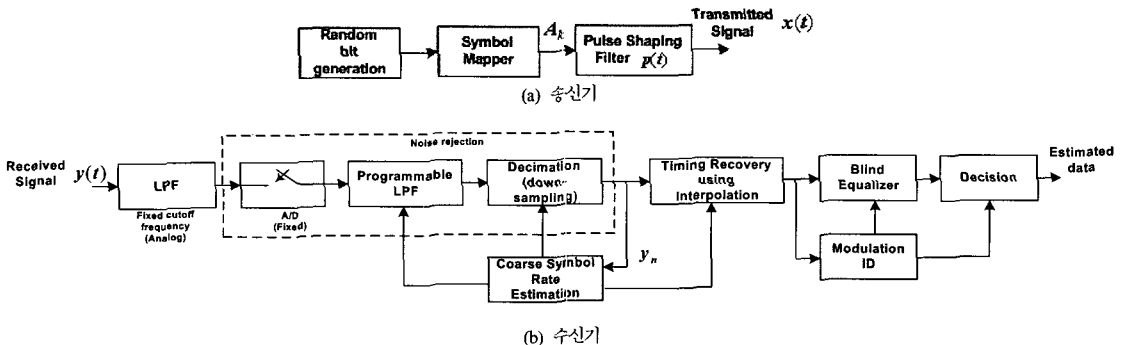 Random
bit
generation
Symbol
Mapper
A_k
Pulse Shaping
Filter p(t)
Transmitted
Signal
x(t)
(a) 송신기
Received
Signal
y(t)
LPF
Fixed cutoff
frequency
(Analog)
Noise rejection
A/D
(Fixed)
Programmable
LPF
Decimation
(down-
sampling)
Timing Recovery
using
Interpolation
Blind
Equalizer
Decision
Estimated
data
y_n
Coarse Symbol
Rate
Estimation
Modulation
ID
(b) 수신기